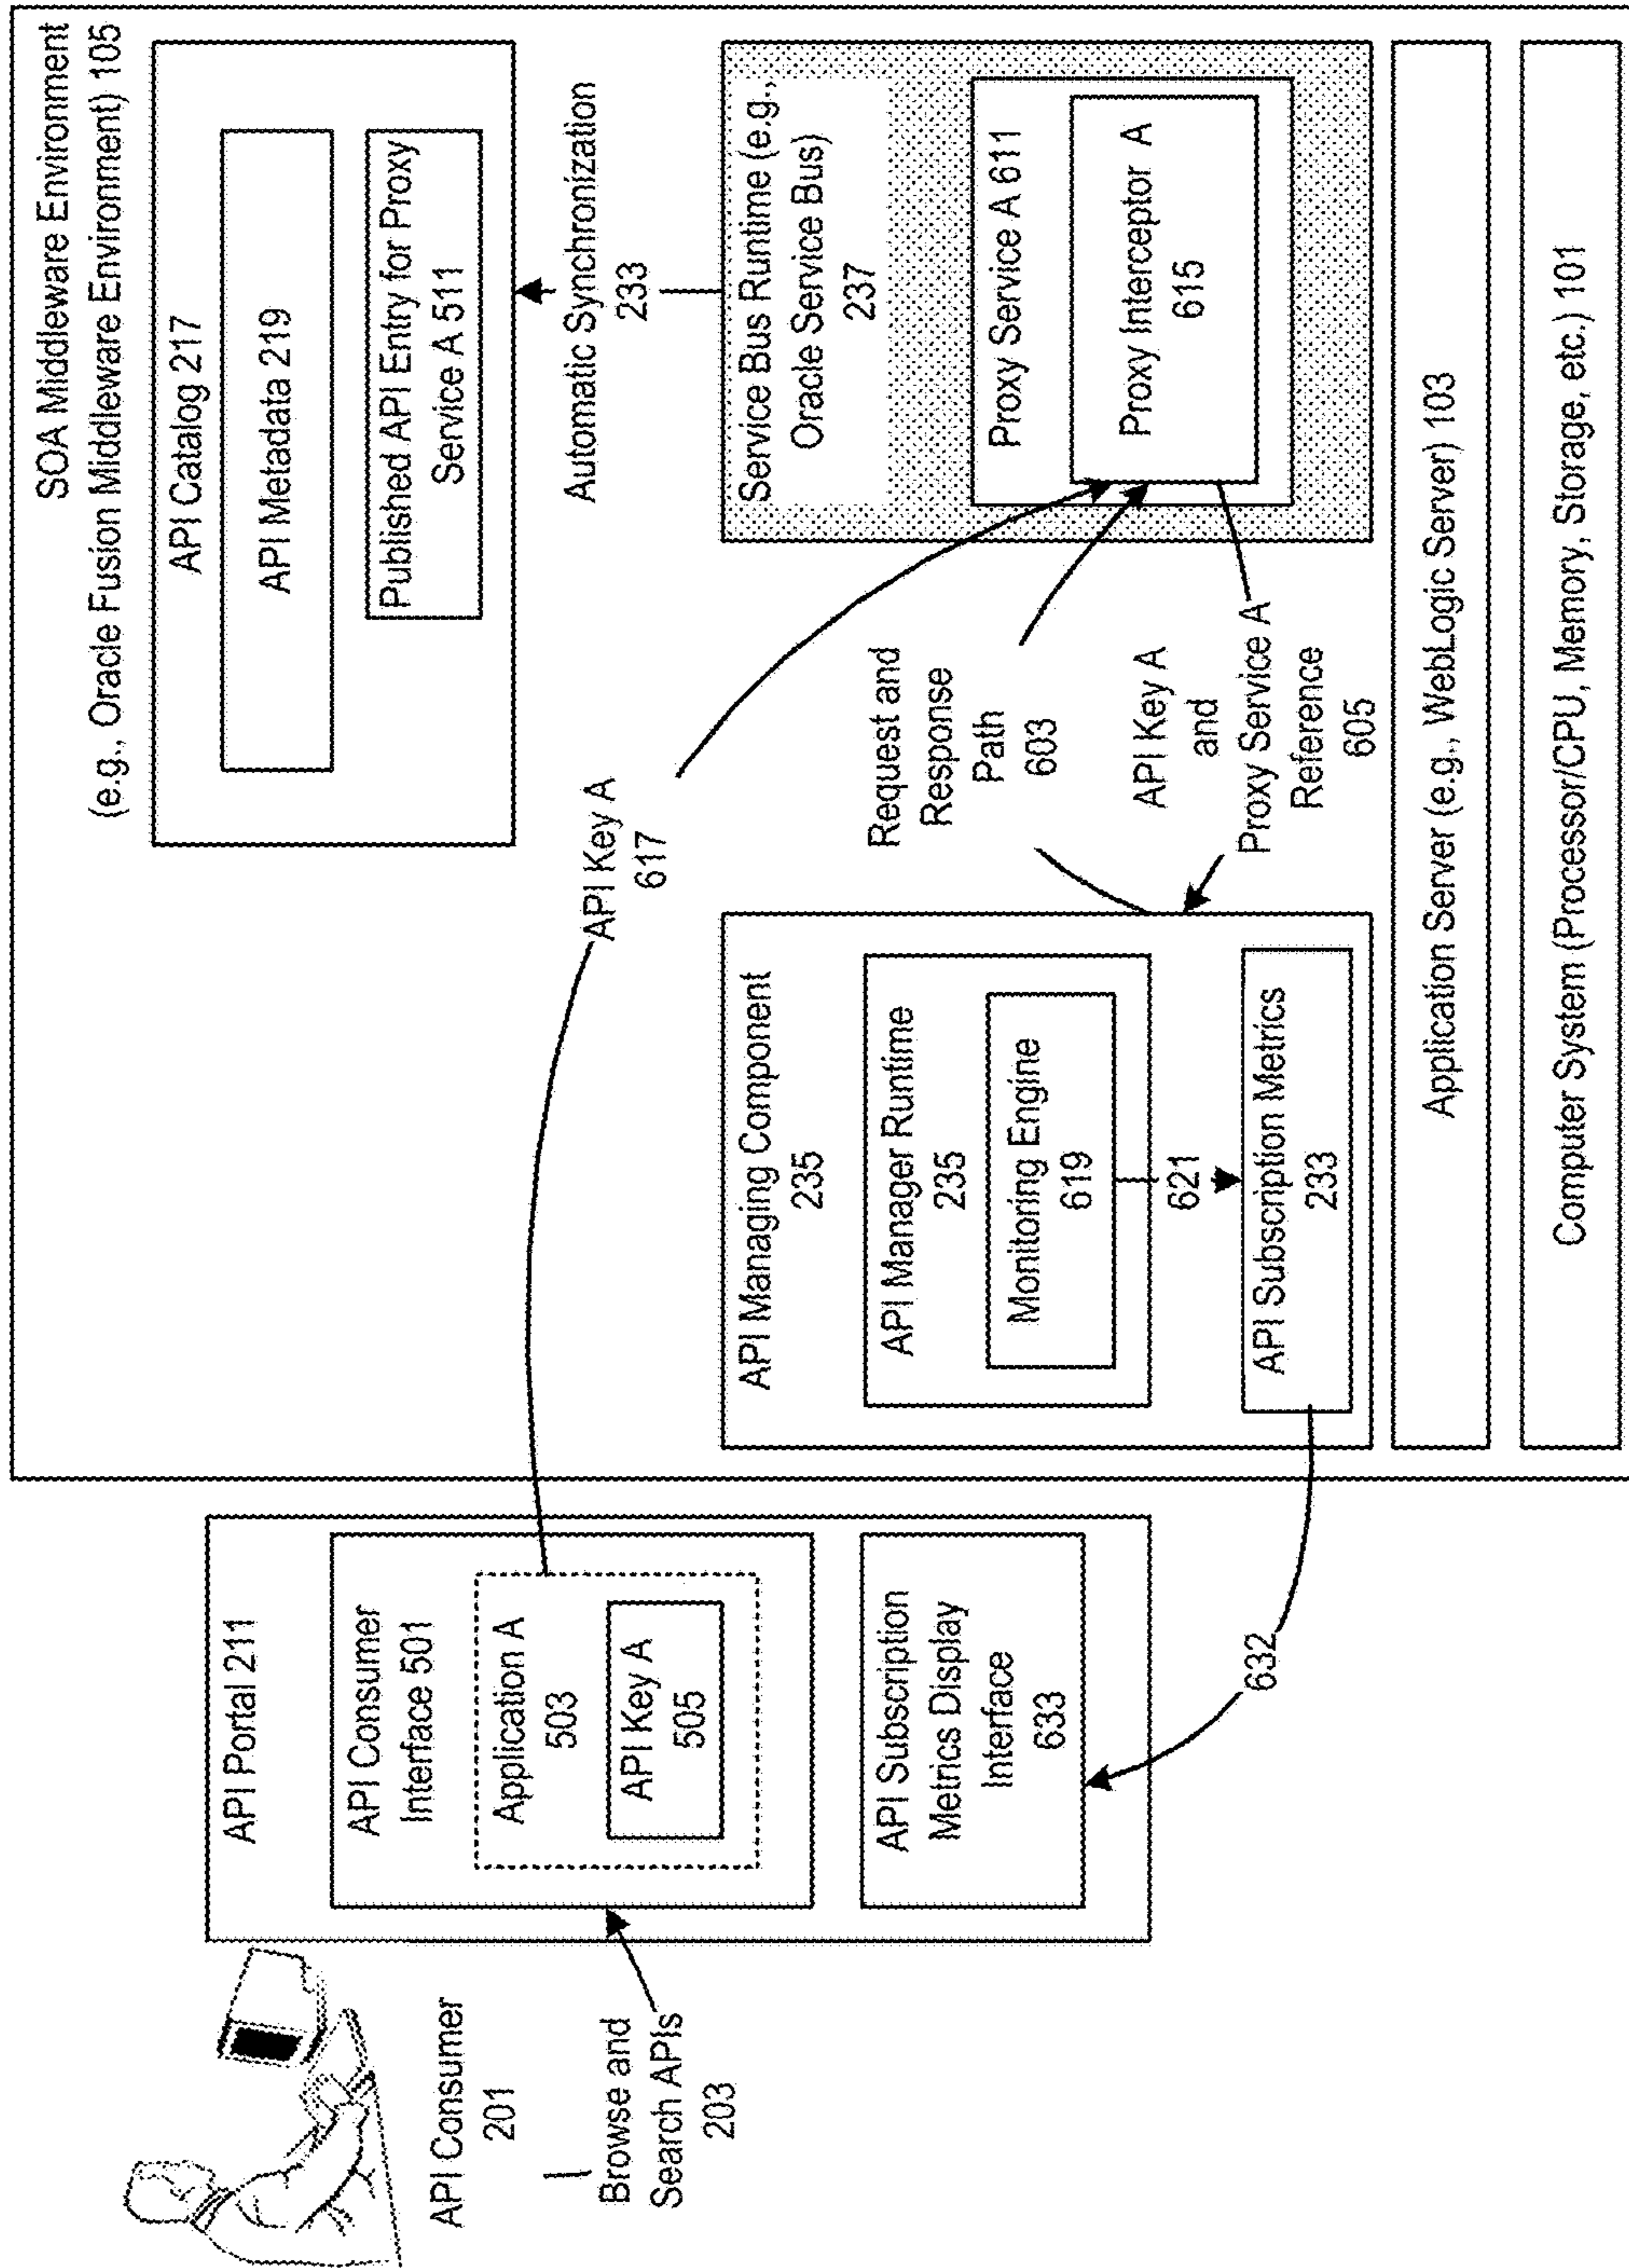 SOA Middleware Environment
(e.g., Oracle Fusion Middleware Environment) 105
API Catalog 217
API Metadata 219
Published API Entry for Proxy
Service A 511
Automatic Synchronization
233
Service Bus Runtime (e.g.,
Oracle Service Bus)
237
Proxy Service A 611
Proxy Interceptor A
615
API Key A
617
Request and
Response
Path
603
API Key A
and
Proxy Service A
Reference
605
API Managing Component
235
API Manager Runtime
235
Monitoring Engine
619
621
API Subscription Metrics
233
Application Server (e.g., WebLogic Server) 103
Computer System (Processor/CPU, Memory, Storage, etc.) 101
API Portal 211
API Consumer
Interface 501
Application A
503
API Key A
505
API Subscription
Metrics Display
Interface
633
632
API Consumer
201
Browse and
Search APIs
203